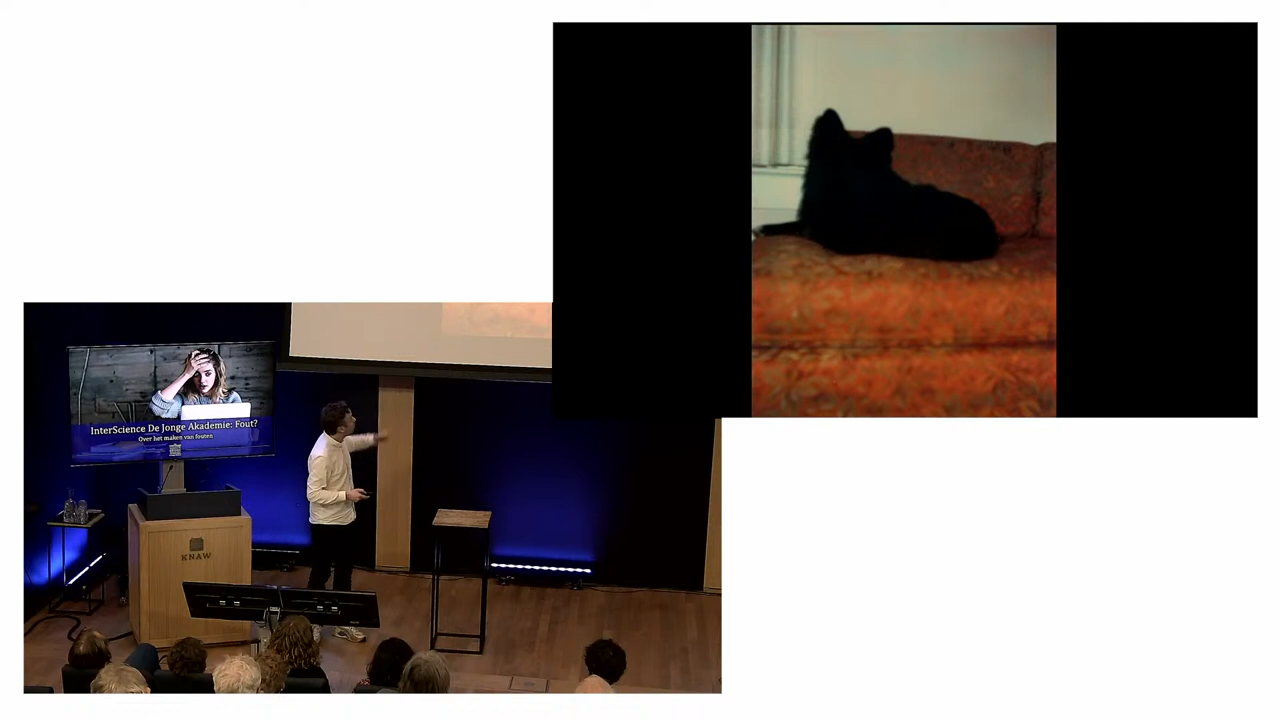 InterScience De Jonge Akademie: Fout?
Over het maken van fouten
KNAW